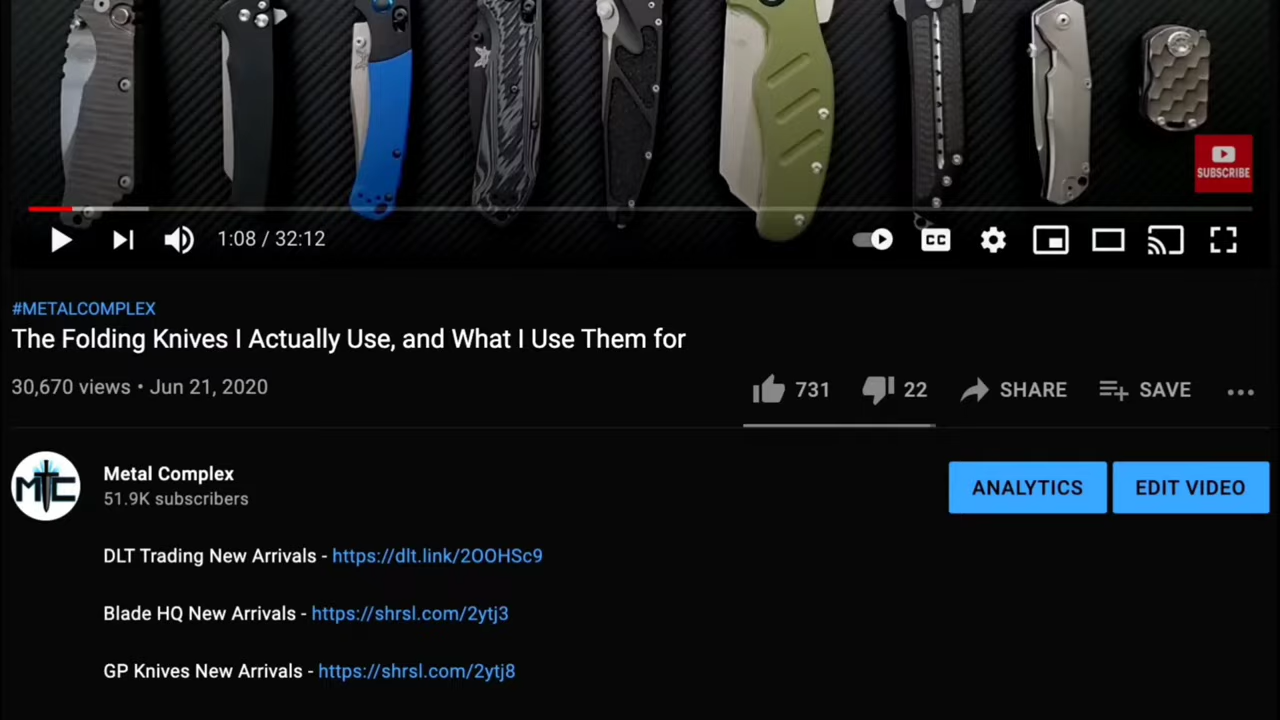 SUBSCRIBE
1:08 / 32:12
CC
#METALCOMPLEX
The Folding Knives I Actually Use, and What I Use Them for
30,670 views • Jun 21, 2020
731
22
SHARE
SAVE
MTC
Metal Complex
51.9K subscribers
ANALYTICS
EDIT VIDEO
DLT Trading New Arrivals - https://dlt.link/2OOHSc9
Blade HQ New Arrivals - https://shrsl.com/2ytj3
GP Knives New Arrivals - https://shrsl.com/2ytj8